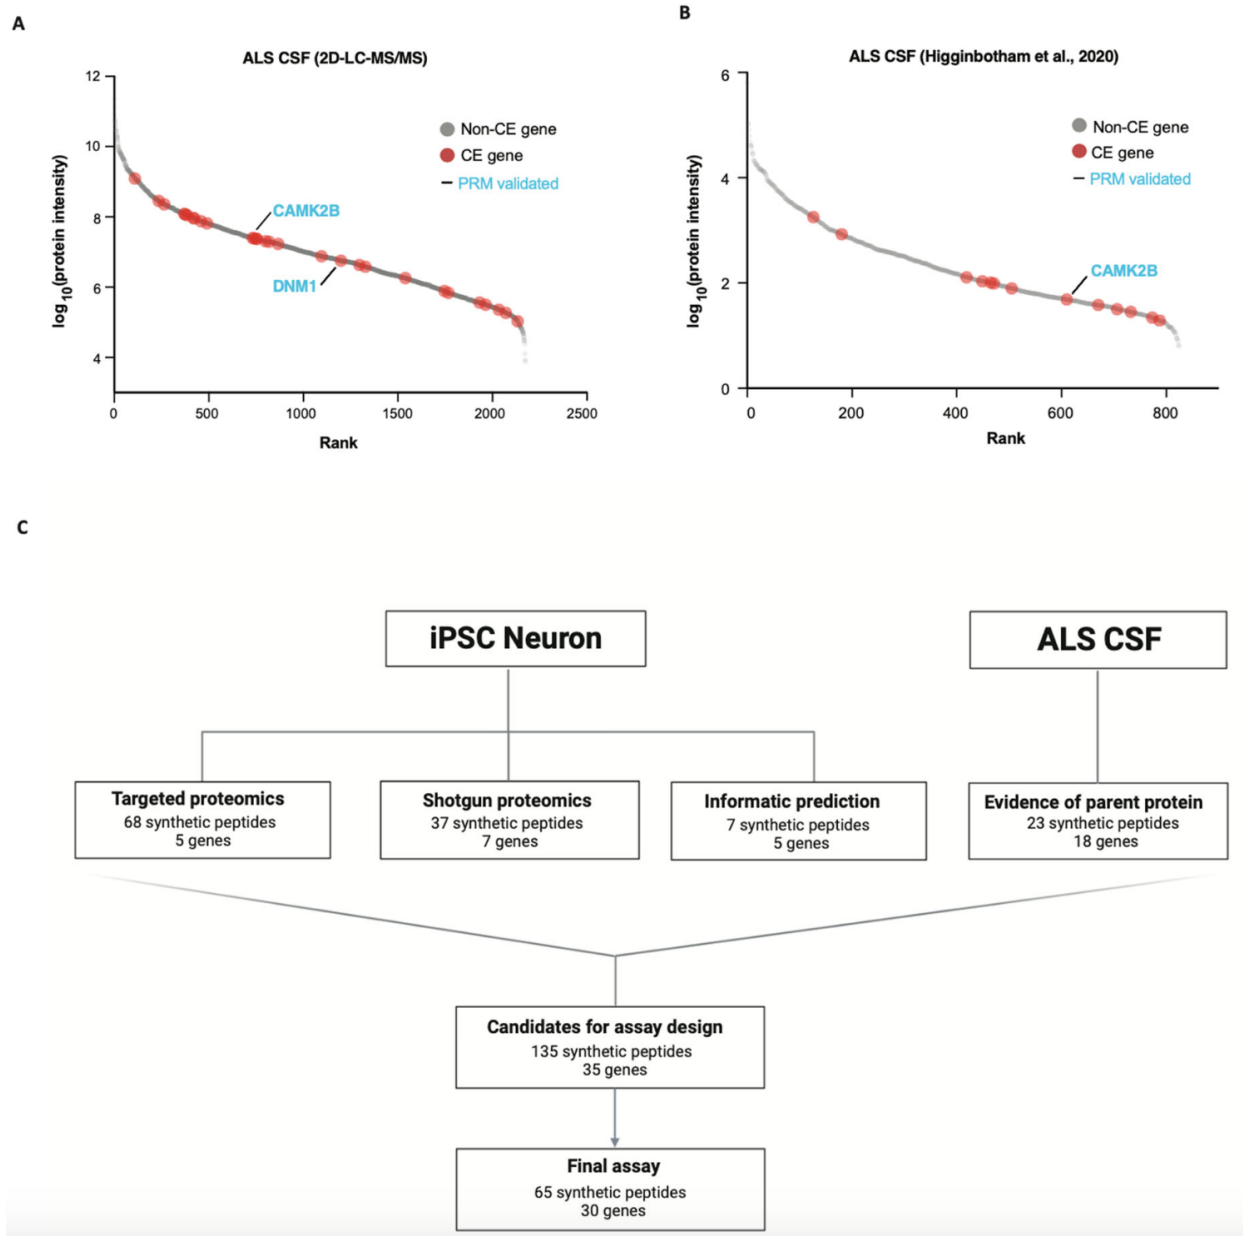 A
ALS CSF (2D-LC-MS/MS)
12
10
8
6
4
log10(protein intensity)
Non-CE gene
CE gene
PRM validated
CAMK2B
DNM1
0
500
1000
1500
2000
2500
Rank
B
ALS CSF (Higginbotham et al., 2020)
6
4
2
0
log10(protein intensity)
Non-CE gene
CE gene
PRM validated
CAMK2B
0
200
400
600
800
Rank
C
iPSC Neuron
ALS CSF
Targeted proteomics
68 synthetic peptides
5 genes
Shotgun proteomics
37 synthetic peptides
7 genes
Informatic prediction
7 synthetic peptides
5 genes
Evidence of parent protein
23 synthetic peptides
18 genes
Candidates for assay design
135 synthetic peptides
35 genes
Final assay
65 synthetic peptides
30 genes